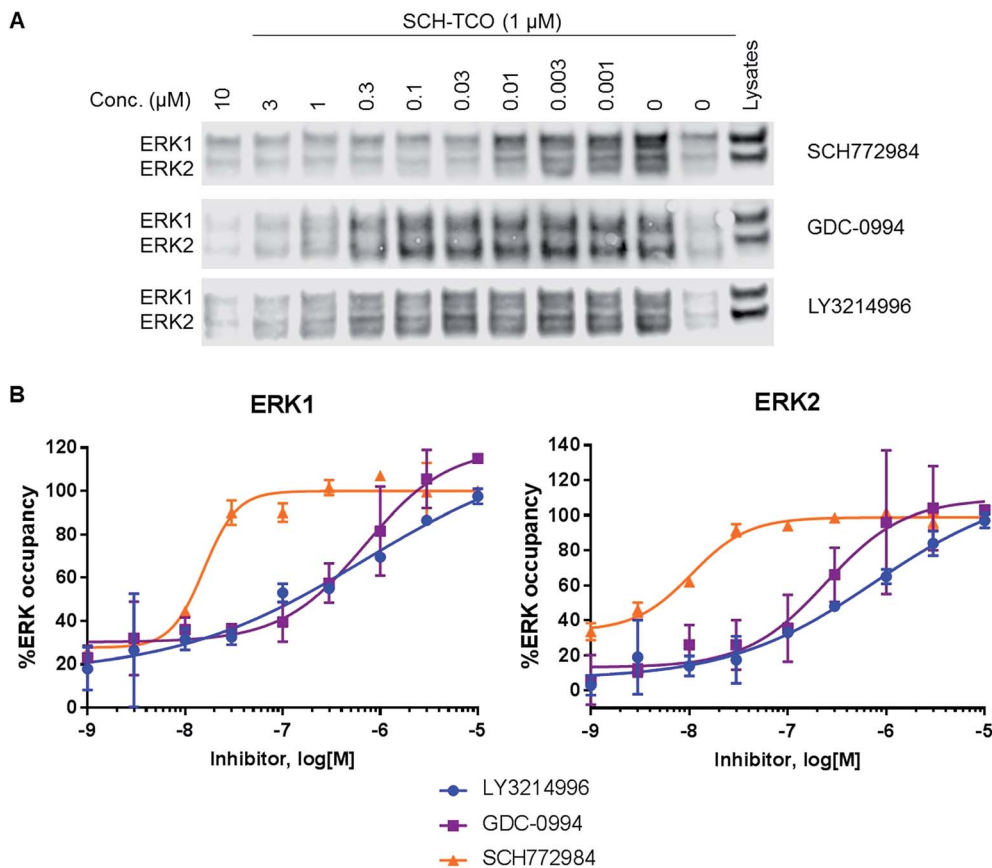 A
SCH-TCO (1 µM)
Conc. (µM) 10 3 1 0.3 0.1 0.03 0.01 0.003 0.001 0 0 Lysates
ERK1
ERK2
SCH772984
ERK1
ERK2
GDC-0994
ERK1
ERK2
LY3214996
B
ERK1
%ERK occupancy
120
100
80
60
40
20
0
-9 -8 -7 -6 -5
Inhibitor, log[M]
ERK2
%ERK occupancy
140
120
100
80
60
40
20
0
-9 -8 -7 -6 -5
Inhibitor, log[M]
LY3214996
GDC-0994
SCH772984